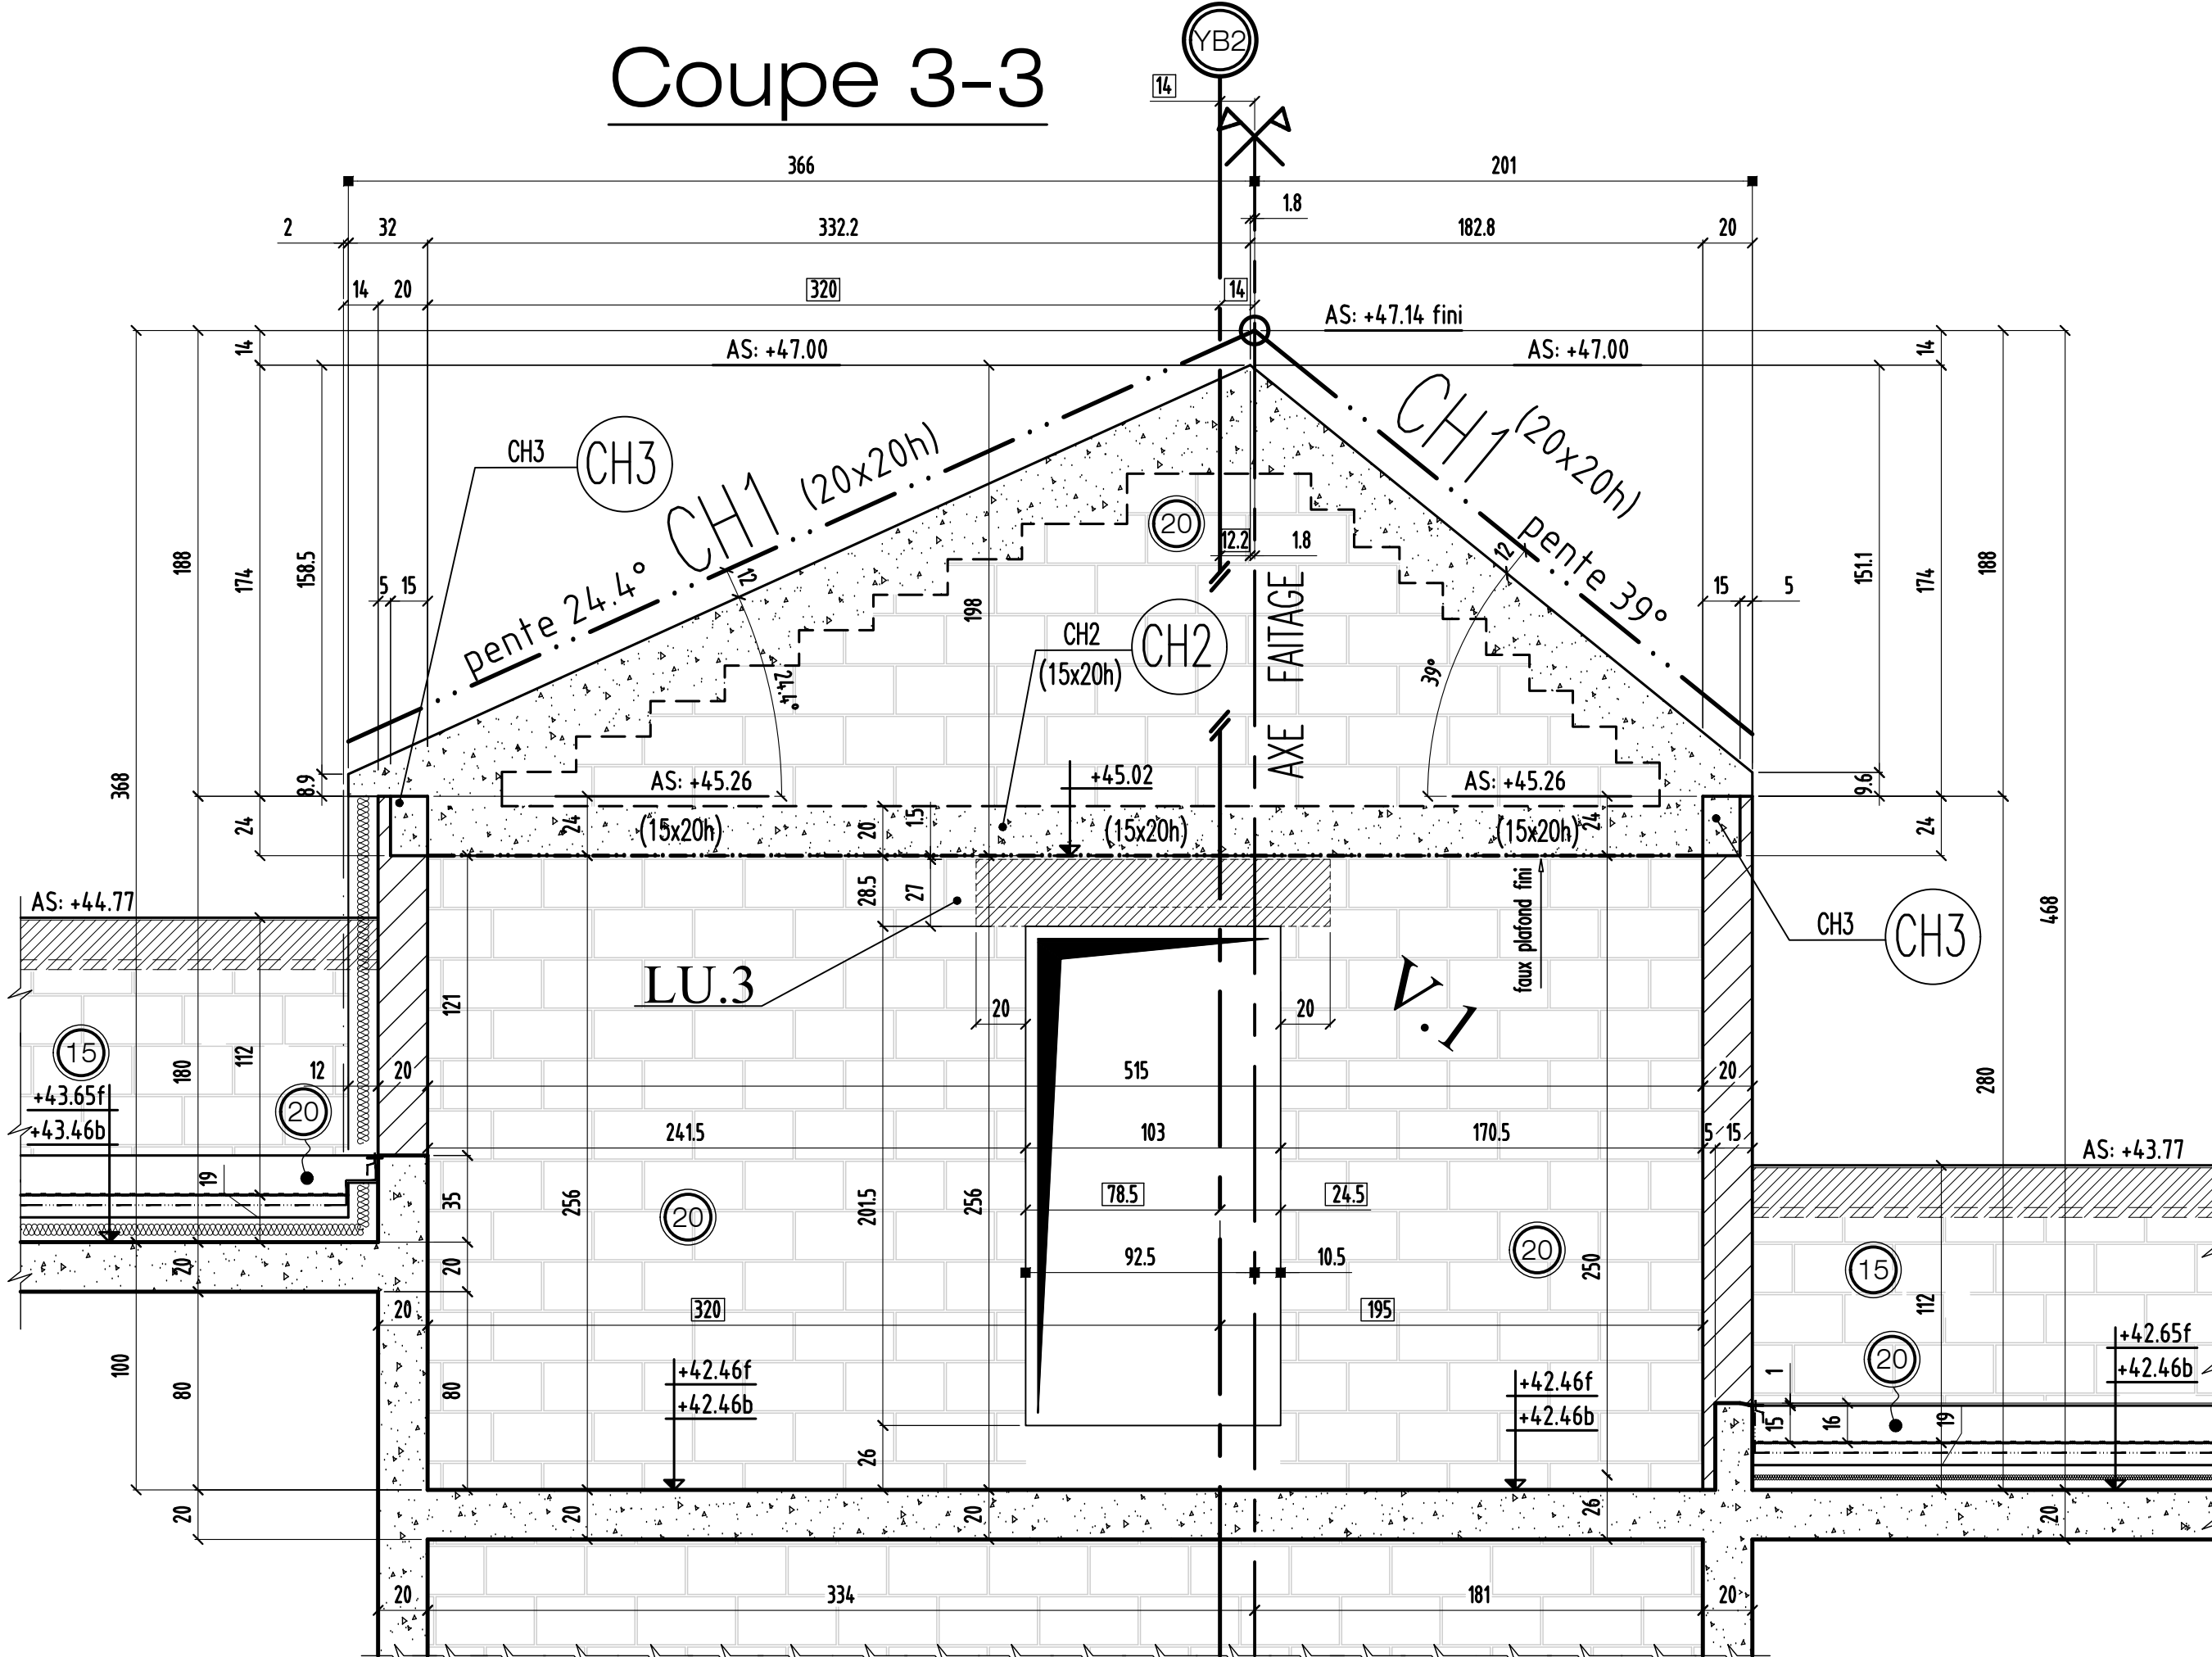 YB2
Coupe 3-3
14
366
201
1.8
2
32
332.2
182.8
20
14
20
320
14
AS: +47.14 fini
14
14
AS: +47.00
AS: +47.00
CH3
CH3
CH1
(20x20h)
CH1
(20x20h)
20
12.2
1.8
188
174
158.5
pente 24.4°
12
12
pente 39°
151.1
174
188
5
15
198
15
5
CH2
(15x20h)
CH2
AXE FAITAGE
24.4°
39°
368
8.9
AS: +45.26
+45.02
AS: +45.26
9.6
24
24
(15x20h)
20
1.5
(15x20h)
(15x20h)
24
24
AS: +44.77
28.5
27
faux plafond fini
CH3
CH3
468
LU.3
V.1
121
20
20
15
180
112
12
20
515
20
280
+43.65f
+43.46b
20
241.5
103
170.5
5
15
AS: +43.77
19
35
256
20
201.5
256
78.5
24.5
20
250
15
20
20
92.5
10.5
112
20
320
195
100
80
80
+42.46f
+42.46b
+42.46f
+42.46b
1
20
+42.65f
+42.46b
15
16
19
26
20
20
20
26
20
20
334
181
20